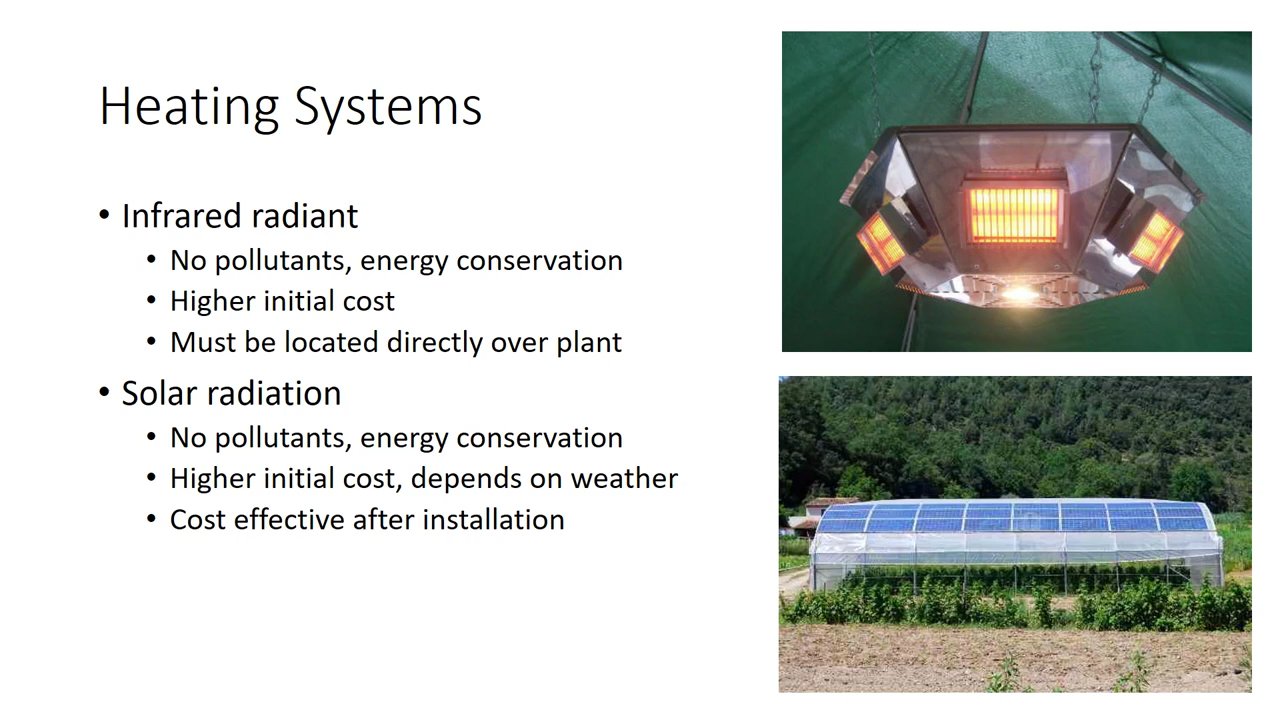 Heating Systems
• Infrared radiant
• No pollutants, energy conservation
• Higher initial cost
• Must be located directly over plant
• Solar radiation
• No pollutants, energy conservation
• Higher initial cost, depends on weather
• Cost effective after installation